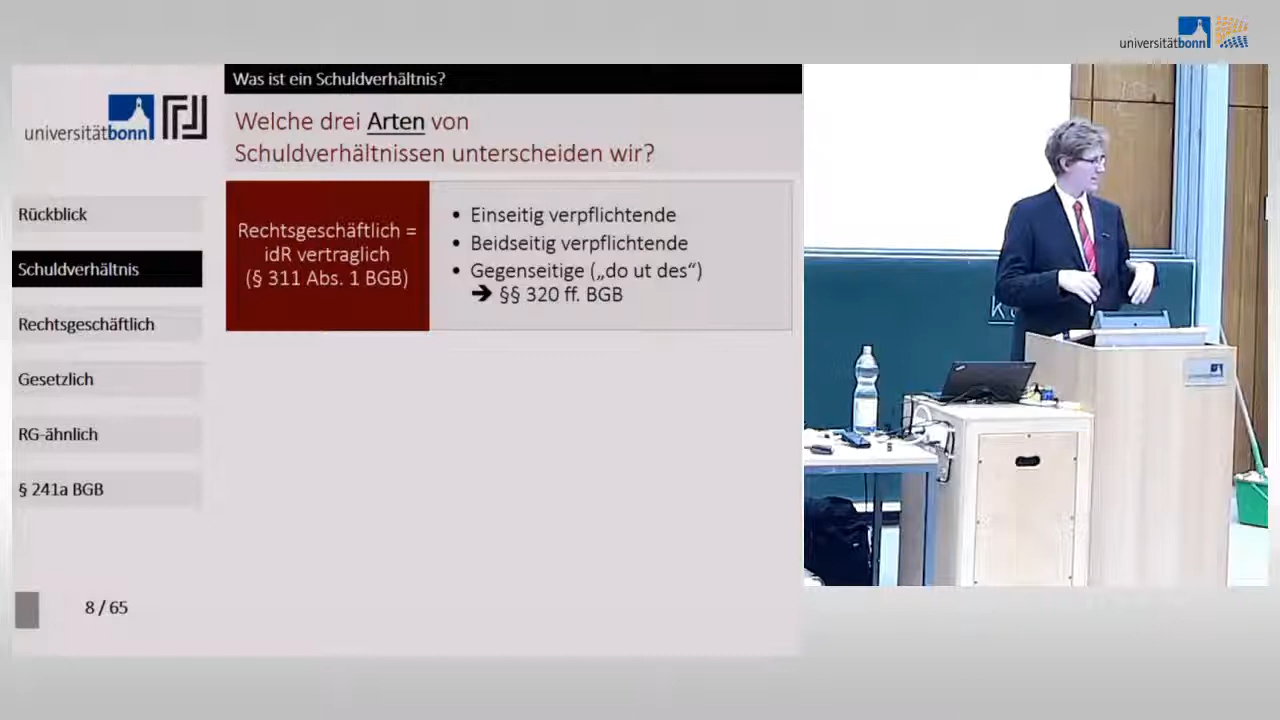 universitätbonn
Was ist ein Schuldverhältnis?
universitätbonn
Welche drei Arten von
Schuldverhältnissen unterscheiden wir?
Rückblick
Schuldverhältnis
Rechtsgeschäftlich
Gesetzlich
RG-ähnlich
§ 241a BGB
Rechtsgeschäftlich =
idR vertraglich
(§ 311 Abs. 1 BGB)
• Einseitig verpflichtende
• Beidseitig verpflichtende
• Gegenseitige („do ut des“)
➔ §§ 320 ff. BGB
8 / 65